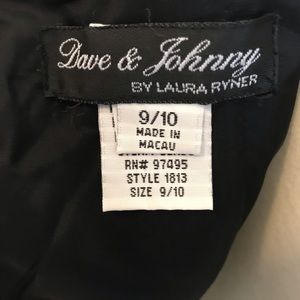 Dave & Johnny
BY LAURA RYNER
9/10
MADE IN
MACAU
RN# 97495
STYLE 1813
SIZE 9/10